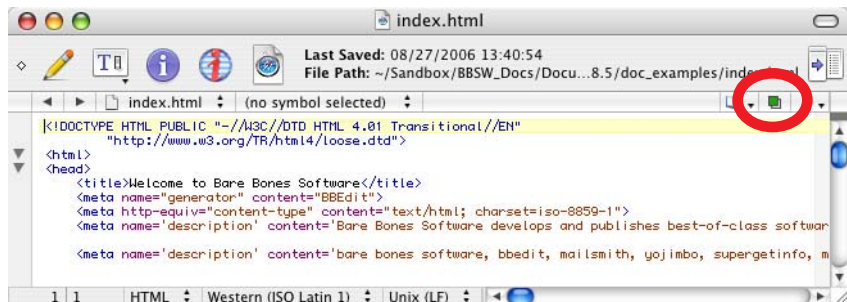 index.html
Last Saved: 08/27/2006 13:40:54
File Path: ~/Sandbox/BBSW_Docs/Docu...8.5/doc_examples/index.html
index.html (no symbol selected)
<!DOCTYPE HTML PUBLIC "-//W3C//DTD HTML 4.01 Transitional//EN"
"http://www.w3.org/TR/html4/loose.dtd">
<html>
<head>
<title>Welcome to Bare Bones Software</title>
<meta name="generator" content="BBEdit">
<meta http-equiv="content-type" content="text/html; charset=iso-8859-1">
<meta name='description' content='Bare Bones Software develops and publishes best-of-class softwar
<meta name='description' content='bare bones software, bbedit, mailsmith, yojimbo, supergetinfo, m
1 1 HTML Western (ISO Latin 1) Unix (LF)